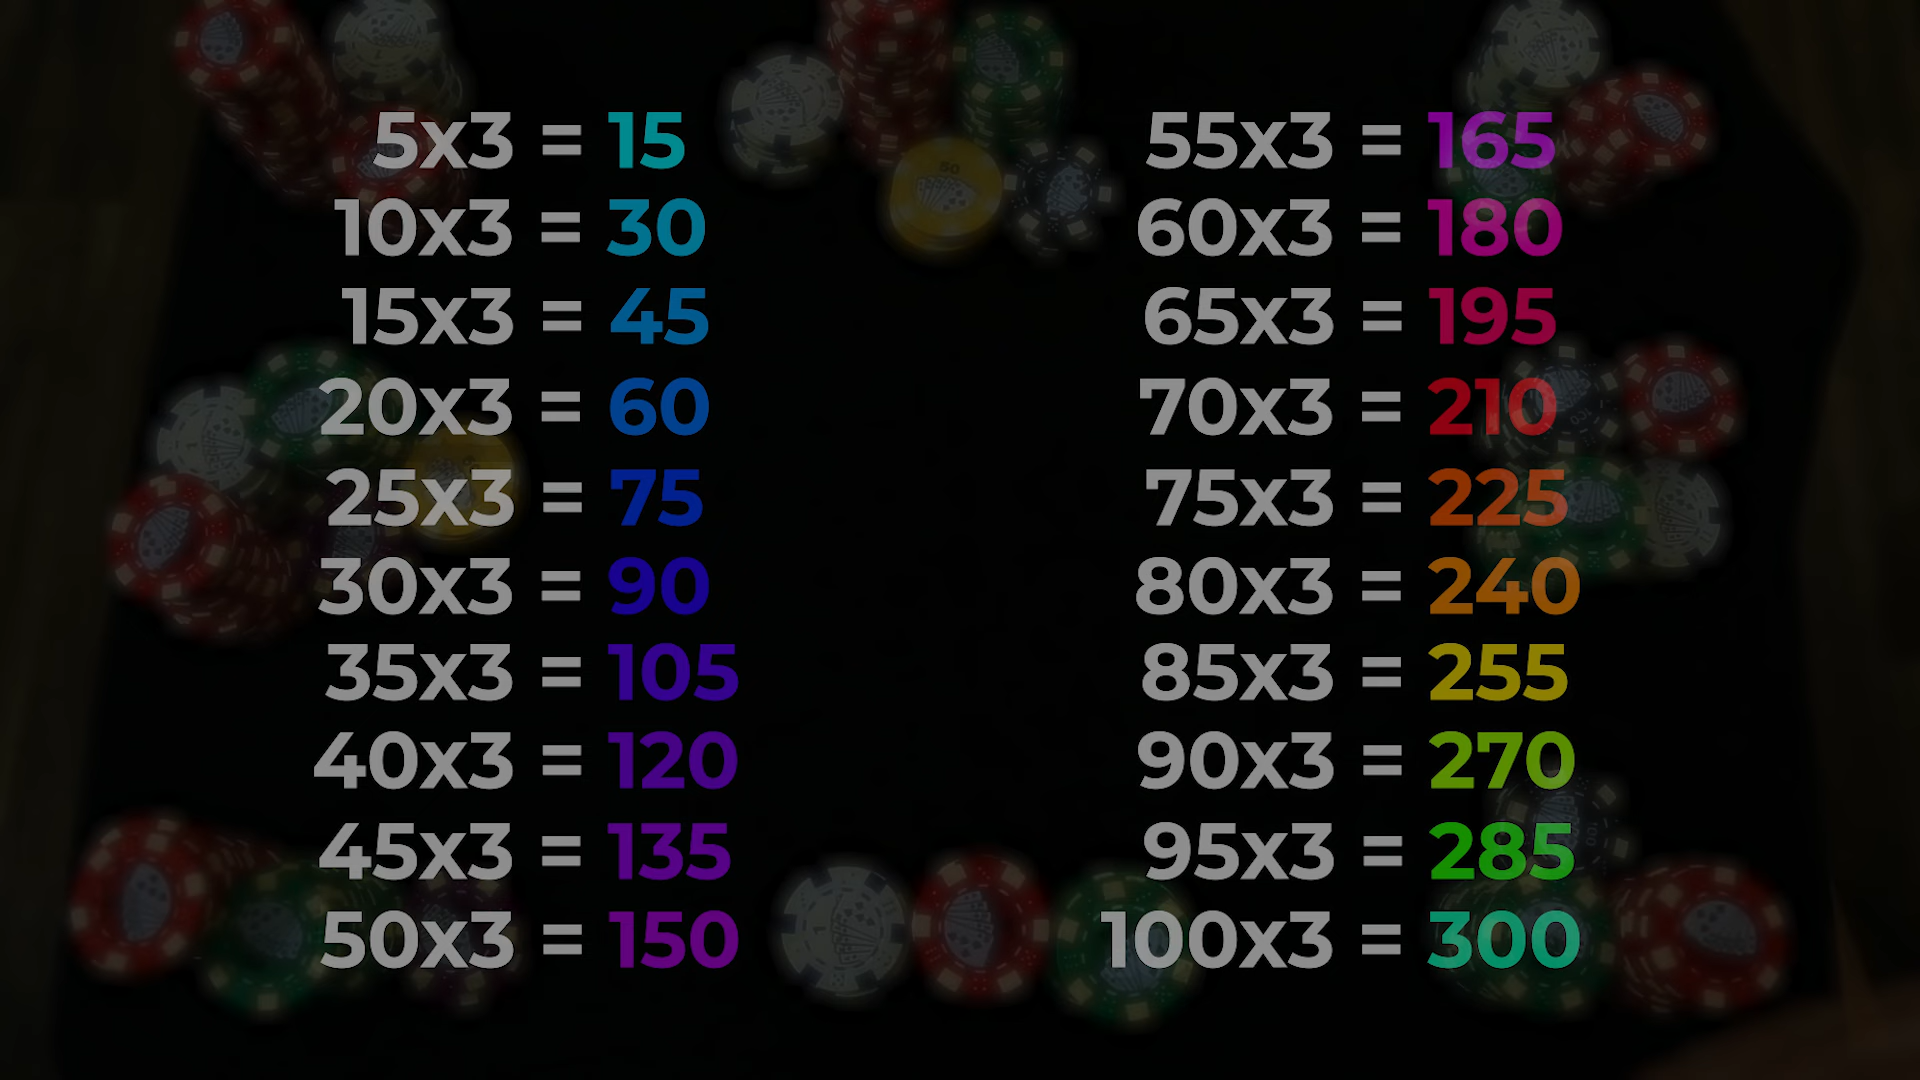 5x3 = 15
10x3 = 30
15x3 = 45
20x3 = 60
25x3 = 75
30x3 = 90
35x3 = 105
40x3 = 120
45x3 = 135
50x3 = 150
55x3 = 165
60x3 = 180
65x3 = 195
70x3 = 210
75x3 = 225
80x3 = 240
85x3 = 255
90x3 = 270
95x3 = 285
100x3 = 300
50
100